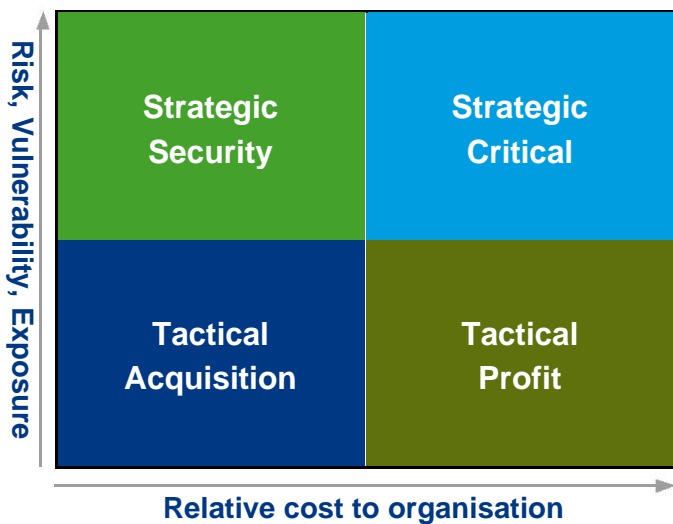 Risk, Vulnerability, Exposure
Strategic
Security
Strategic
Critical
Tactical
Acquisition
Tactical
Profit
Relative cost to organisation